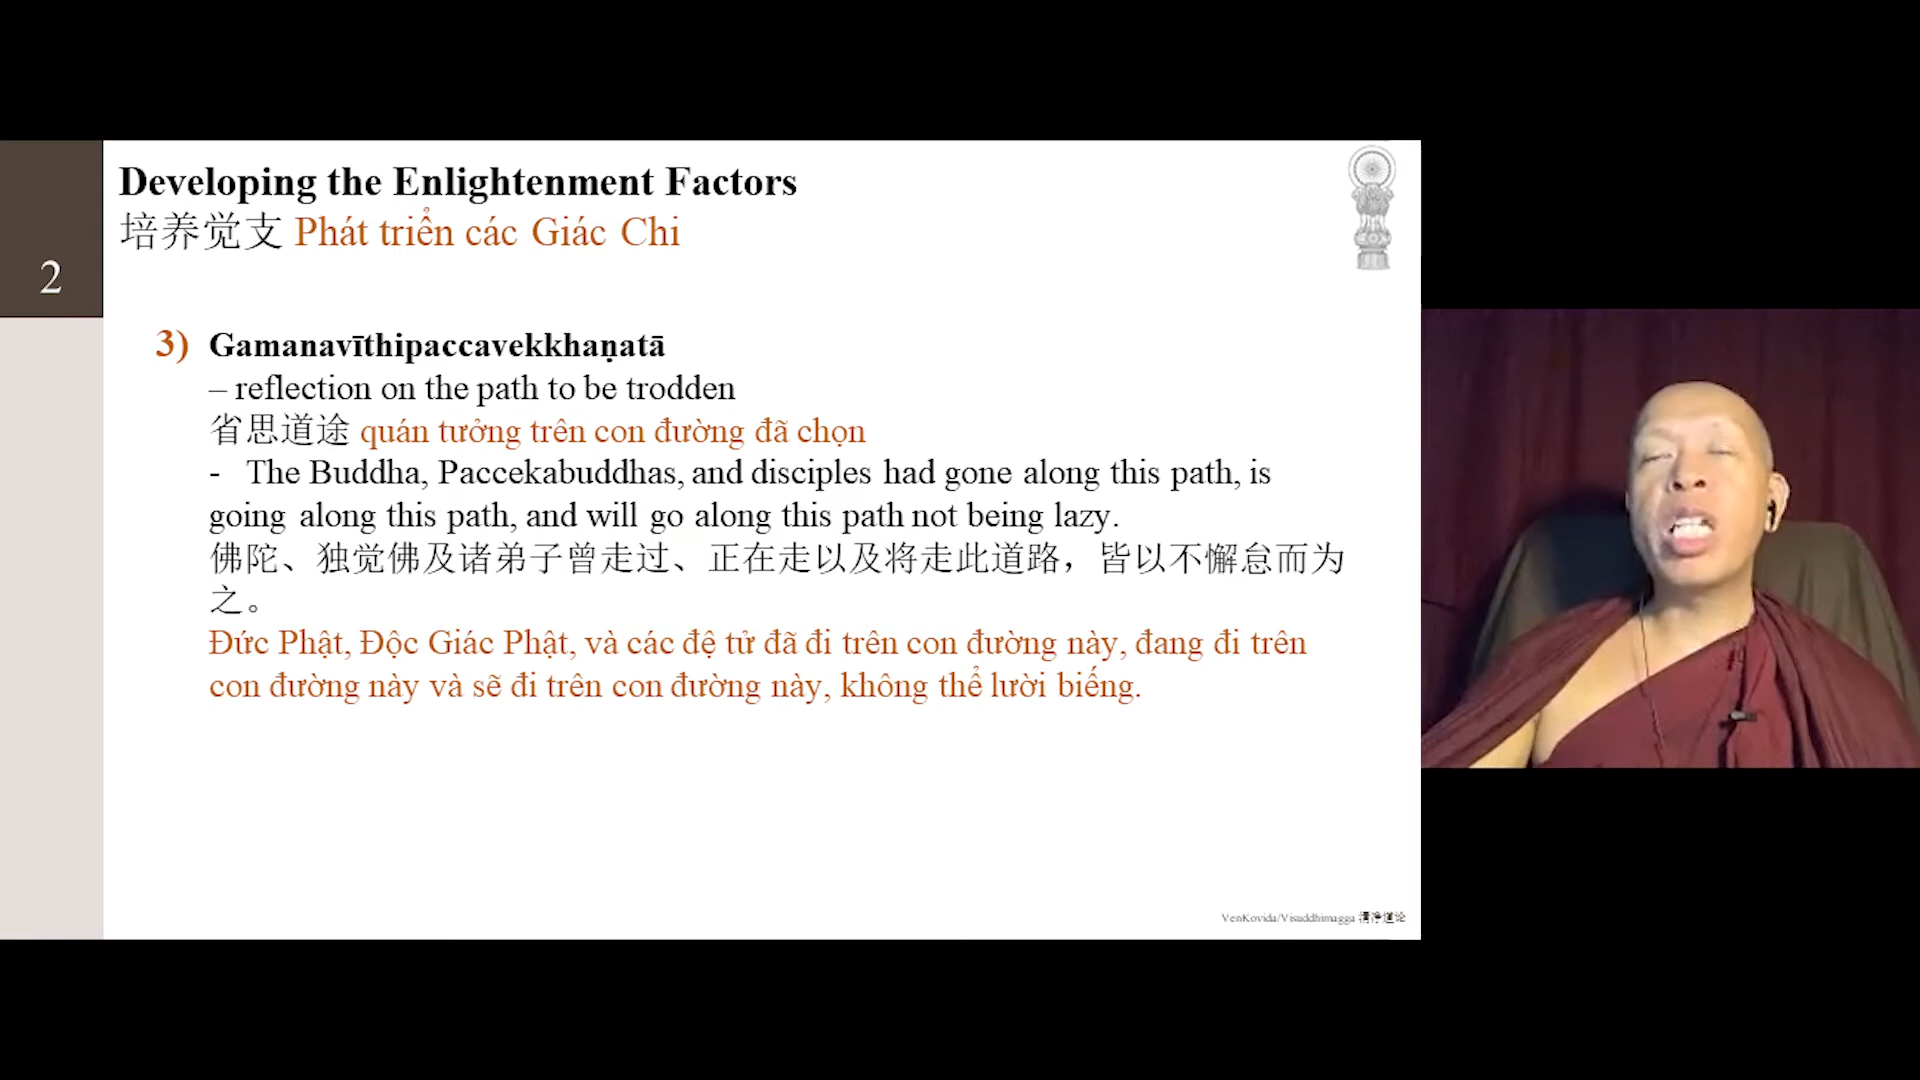 Developing the Enlightenment Factors
培养觉支 Phát triển các Giác Chi
2
3) Gamanavīthipaccavekkhaṇatā
– reflection on the path to be trodden
省思道途 quán tưởng trên con đường đã chọn
- The Buddha, Paccekabuddhas, and disciples had gone along this path, is
going along this path, and will go along this path not being lazy.
佛陀、独觉佛及诸弟子曾走过、正在走以及将走此道路，皆以不懈怠而为
之。
Đức Phật, Độc Giác Phật, và các đệ tử đã đi trên con đường này, đang đi trên
con đường này và sẽ đi trên con đường này, không thể lười biếng.
VenKovida/Visuddhimagga 清净道论